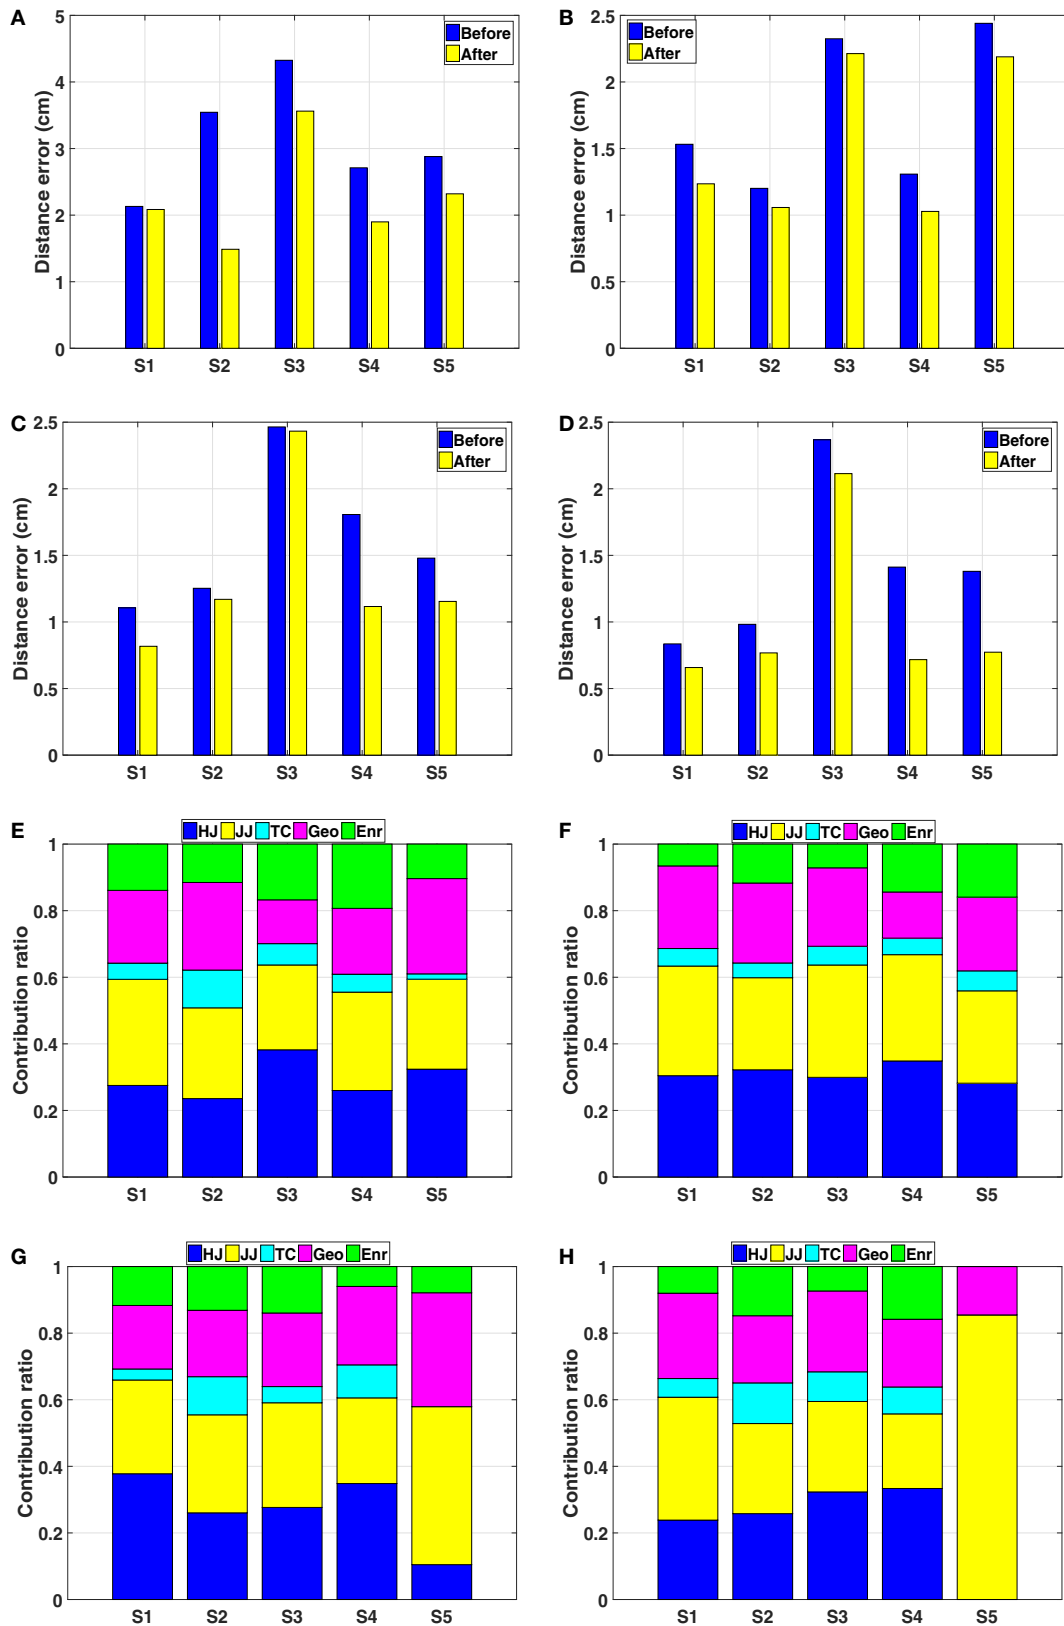 A
Distance error (cm)
5
4
3
2
1
0
Before
After
S1 S2 S3 S4 S5
B
Distance error (cm)
2.5
2
1.5
1
0.5
0
Before
After
S1 S2 S3 S4 S5
C
Distance error (cm)
2.5
2
1.5
1
0.5
0
Before
After
S1 S2 S3 S4 S5
D
Distance error (cm)
2.5
2
1.5
1
0.5
0
Before
After
S1 S2 S3 S4 S5
E
HJ JJ TC Geo Enr
Contribution ratio
1
0.8
0.6
0.4
0.2
0
S1 S2 S3 S4 S5
F
HJ JJ TC Geo Enr
Contribution ratio
1
0.8
0.6
0.4
0.2
0
S1 S2 S3 S4 S5
G
HJ JJ TC Geo Enr
Contribution ratio
1
0.8
0.6
0.4
0.2
0
S1 S2 S3 S4 S5
H
HJ JJ TC Geo Enr
Contribution ratio
1
0.8
0.6
0.4
0.2
0
S1 S2 S3 S4 S5